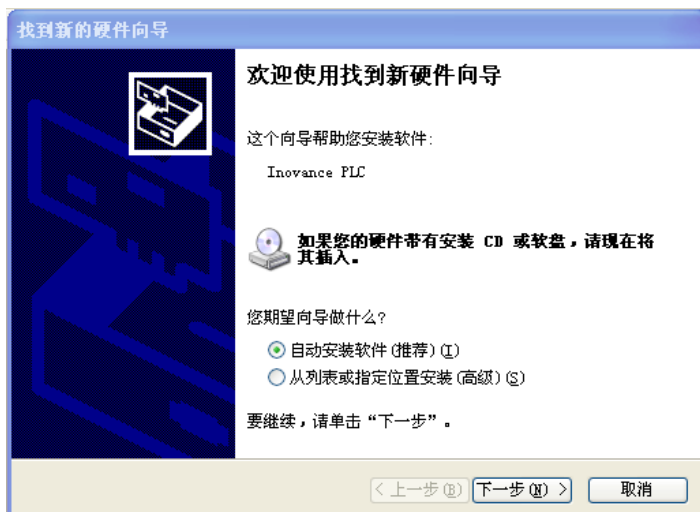 找到新的硬件向导
欢迎使用找到新硬件向导
这个向导帮助您安装软件:
Inovance PLC
如果您的硬件带有安装 CD 或软盘，请现在将
其插入。
您期望向导做什么?
自动安装软件(推荐)(I)
从列表或指定位置安装(高级)(S)
要继续，请单击“下一步”。
< 上一步(B) 下一步(N) > 取消